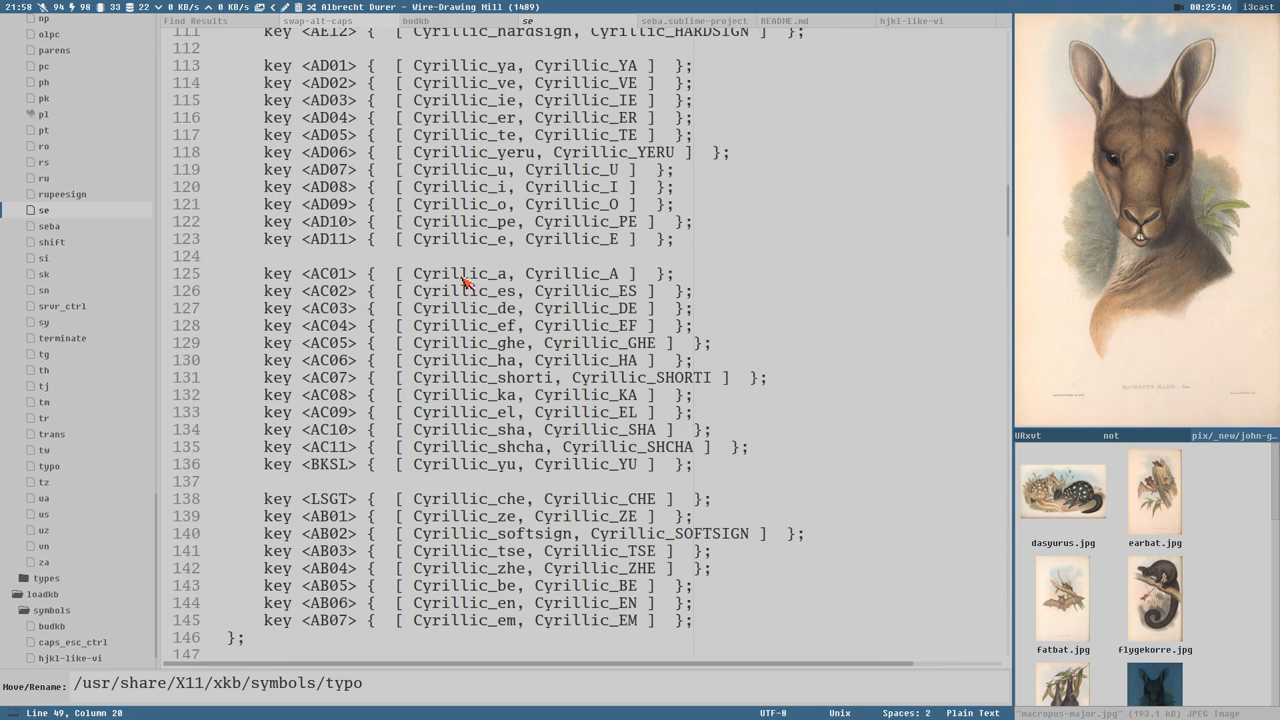 21:58 94 98 33 22 0 KB/s 0 KB/s Albrecht Durer - Wire-Drawing Mill (1489) 00:25:46 i3cast
Find Results swap-alt-caps budkb se seba.sublime-project README.md hjkl-like-vi
np
olpc
parens
pc
ph
pk
pl
pt
ro
rs
ru
rupeesign
se
seba
shift
si
sk
sn
srvr_ctrl
sy
terminate
tg
th
tj
tm
tr
trans
tw
typo
tz
ua
us
uz
vn
za
types
loadkb
symbols
budkb
caps_esc_ctrl
hjkl-like-vi
111 key <AE12> { [ Cyrillic_hardsign, Cyrillic_HARDSIGN ] };
112
113 key <AD01> { [ Cyrillic_ya, Cyrillic_YA ] };
114 key <AD02> { [ Cyrillic_ve, Cyrillic_VE ] };
115 key <AD03> { [ Cyrillic_ie, Cyrillic_IE ] };
116 key <AD04> { [ Cyrillic_er, Cyrillic_ER ] };
117 key <AD05> { [ Cyrillic_te, Cyrillic_TE ] };
118 key <AD06> { [ Cyrillic_yeru, Cyrillic_YERU ] };
119 key <AD07> { [ Cyrillic_u, Cyrillic_U ] };
120 key <AD08> { [ Cyrillic_i, Cyrillic_I ] };
121 key <AD09> { [ Cyrillic_o, Cyrillic_O ] };
122 key <AD10> { [ Cyrillic_pe, Cyrillic_PE ] };
123 key <AD11> { [ Cyrillic_e, Cyrillic_E ] };
124
125 key <AC01> { [ Cyrillic_a, Cyrillic_A ] };
126 key <AC02> { [ Cyrillic_es, Cyrillic_ES ] };
127 key <AC03> { [ Cyrillic_de, Cyrillic_DE ] };
128 key <AC04> { [ Cyrillic_ef, Cyrillic_EF ] };
129 key <AC05> { [ Cyrillic_ghe, Cyrillic_GHE ] };
130 key <AC06> { [ Cyrillic_ha, Cyrillic_HA ] };
131 key <AC07> { [ Cyrillic_shorti, Cyrillic_SHORTI ] };
132 key <AC08> { [ Cyrillic_ka, Cyrillic_KA ] };
133 key <AC09> { [ Cyrillic_el, Cyrillic_EL ] };
134 key <AC10> { [ Cyrillic_sha, Cyrillic_SHA ] };
135 key <AC11> { [ Cyrillic_shcha, Cyrillic_SHCHA ] };
136 key <BKSL> { [ Cyrillic_yu, Cyrillic_YU ] };
137
138 key <LSGT> { [ Cyrillic_che, Cyrillic_CHE ] };
139 key <AB01> { [ Cyrillic_ze, Cyrillic_ZE ] };
140 key <AB02> { [ Cyrillic_softsign, Cyrillic_SOFTSIGN ] };
141 key <AB03> { [ Cyrillic_tse, Cyrillic_TSE ] };
142 key <AB04> { [ Cyrillic_zhe, Cyrillic_ZHE ] };
143 key <AB05> { [ Cyrillic_be, Cyrillic_BE ] };
144 key <AB06> { [ Cyrillic_en, Cyrillic_EN ] };
145 key <AB07> { [ Cyrillic_em, Cyrillic_EM ] };
146 };
147
Move/Rename: /usr/share/X11/xkb/symbols/typo
Line 49, Column 20 UTF-8 Unix Spaces: 2 Plain Text
MACROPUS MAJOR,
URxvt not pix/_new/john-g…
dasyurus.jpg earbat.jpg
fatbat.jpg flygekorre.jpg
"macropus-major.jpg" (193.1 kB) JPEG Image